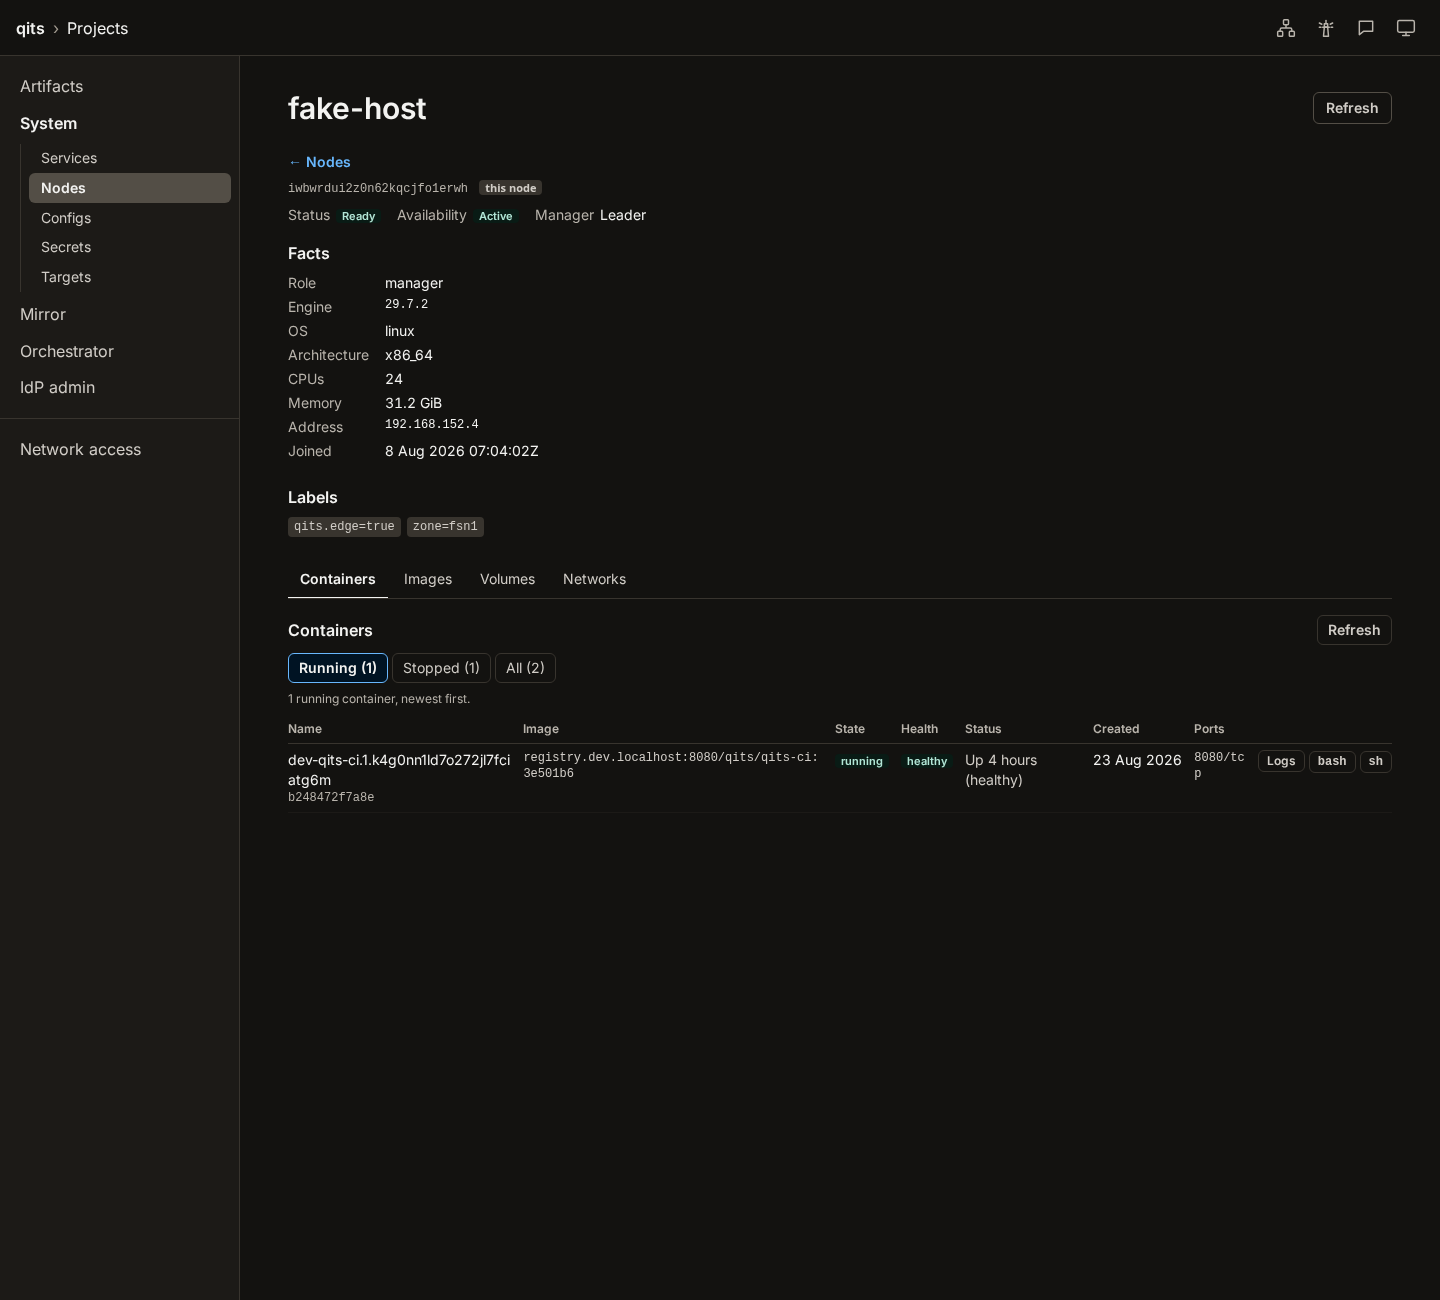 qits › Projects
Artifacts
System
Services
Nodes
Configs
Secrets
Targets
Mirror
Orchestrator
IdP admin
Network access
fake-host
Refresh
← Nodes
iwbwrdui2z0n62kqcjfo1erwh this node
Status Ready Availability Active Manager Leader
Facts
Role manager
Engine 29.7.2
OS linux
Architecture x86_64
CPUs 24
Memory 31.2 GiB
Address 192.168.152.4
Joined 8 Aug 2026 07:04:02Z
Labels
qits.edge=true zone=fsn1
Containers Images Volumes Networks
Containers
Refresh
Running (1) Stopped (1) All (2)
1 running container, newest first.
Name Image State Health Status Created Ports
dev-qits-ci.1.k4g0nn1ld7o272jl7fci
atg6m
b248472f7a8e
registry.dev.localhost:8080/qits/qits-ci:
3e501b6
running
healthy
Up 4 hours
(healthy)
23 Aug 2026
8080/tc
p
Logs bash sh